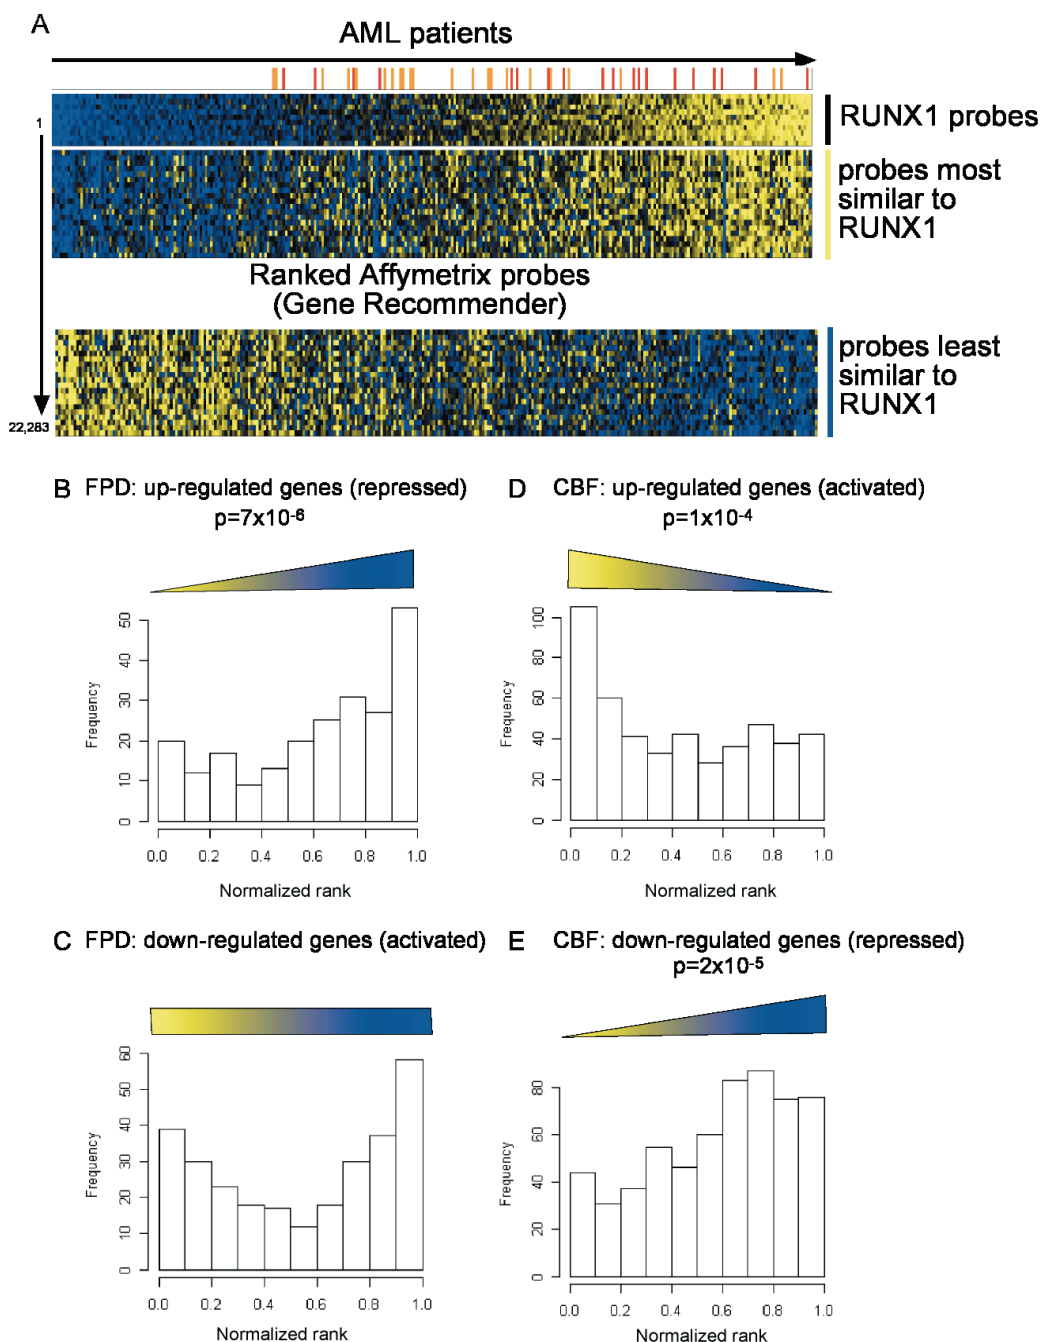 A
AML patients
1
RUNX1 probes
probes most
similar to
RUNX1
Ranked Affymetrix probes
(Gene Recommender)
probes least
similar to
RUNX1
22,283
B FPD: up-regulated genes (repressed)
p=7x10-6
Frequency
0 10 20 30 40 50
0.0 0.2 0.4 0.6 0.8 1.0
Normalized rank
D CBF: up-regulated genes (activated)
p=1x10-4
Frequency
0 20 40 60 80 100
0.0 0.2 0.4 0.6 0.8 1.0
Normalized rank
C FPD: down-regulated genes (activated)
Frequency
0 10 20 30 40 50 60
0.0 0.2 0.4 0.6 0.8 1.0
Normalized rank
E CBF: down-regulated genes (repressed)
p=2x10-5
Frequency
0 20 40 60 80
0.0 0.2 0.4 0.6 0.8 1.0
Normalized rank